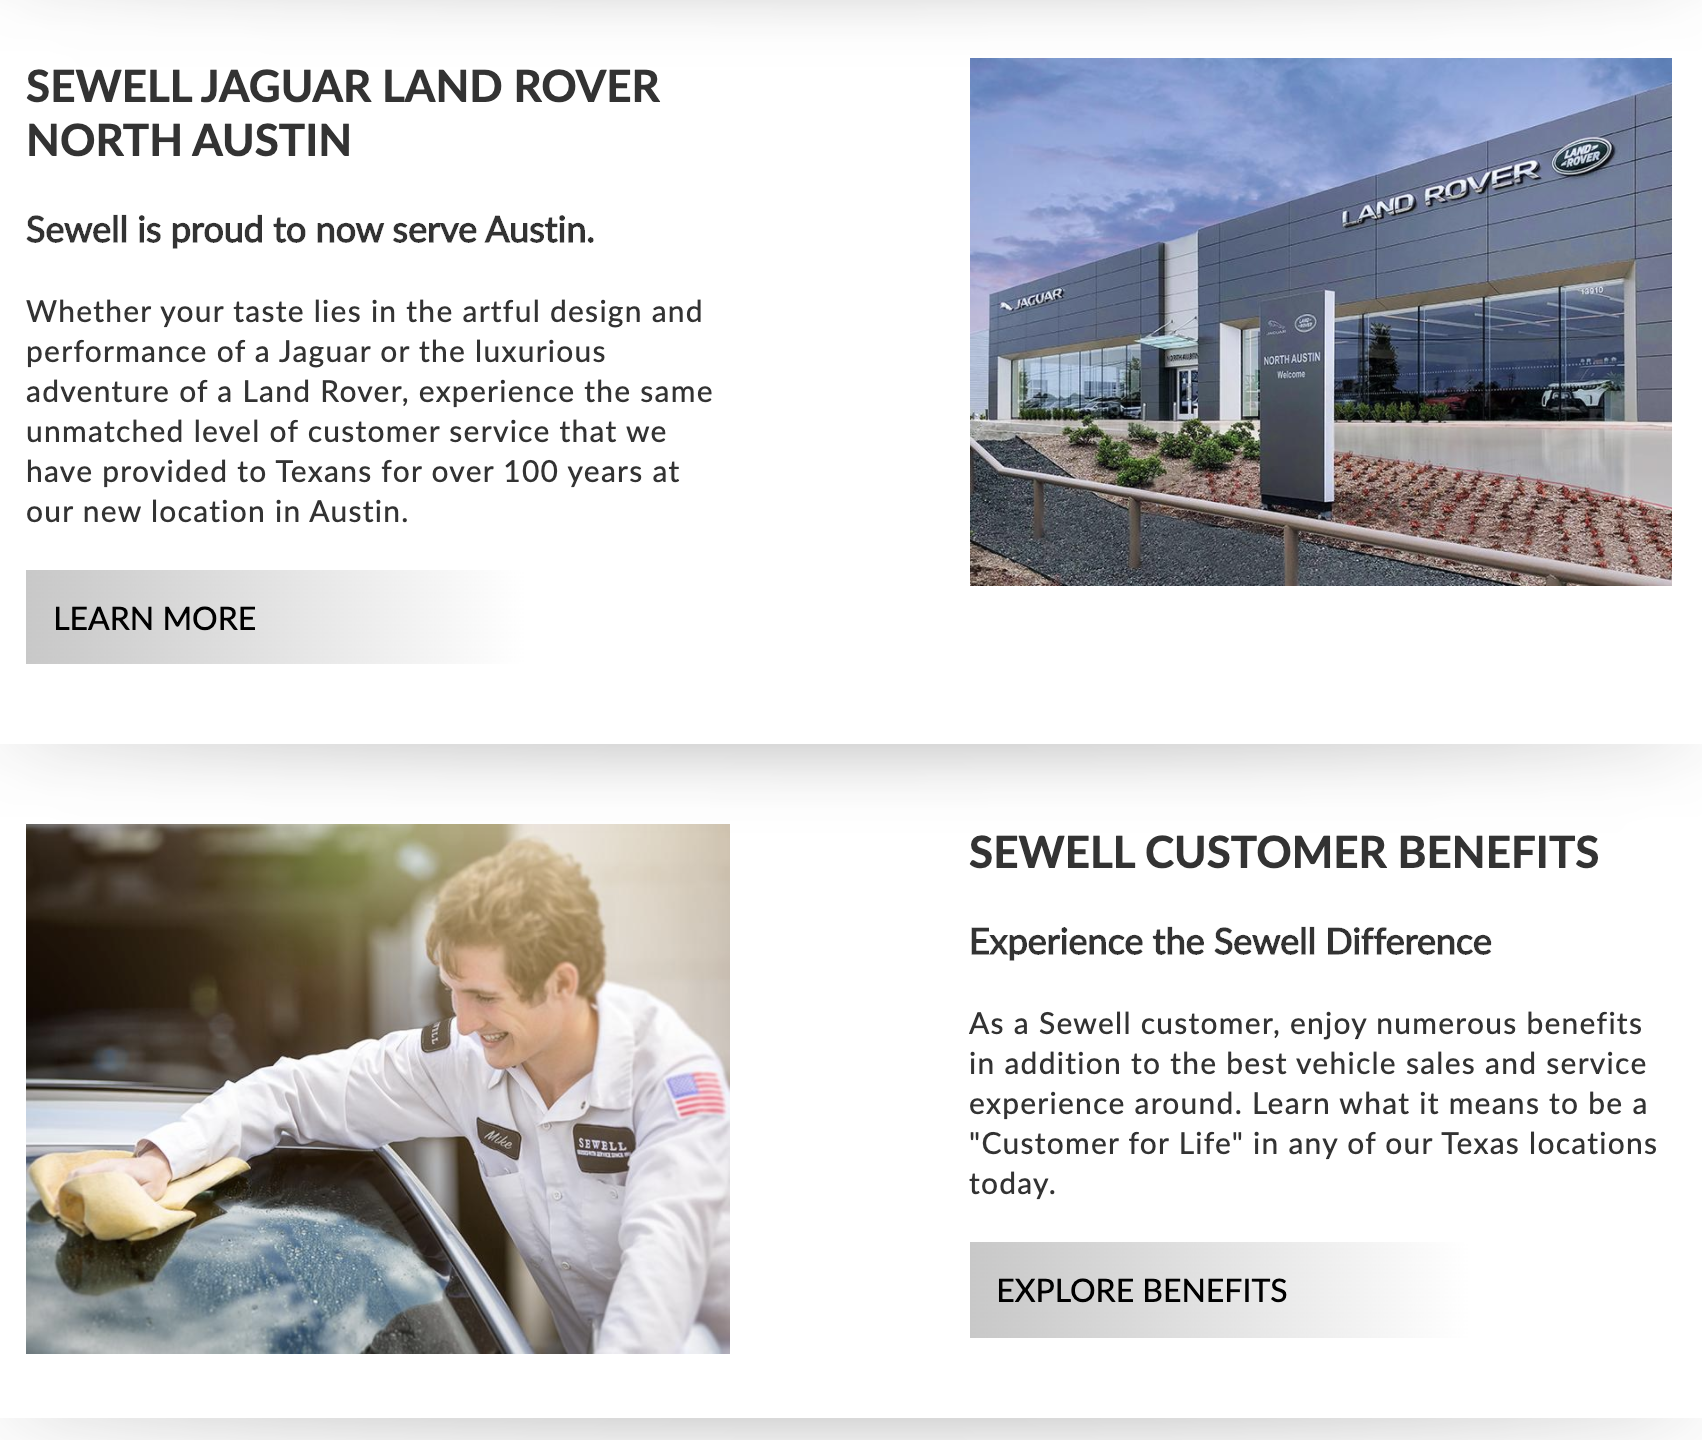 SEWELL JAGUAR LAND ROVER
NORTH AUSTIN
Sewell is proud to now serve Austin.
Whether your taste lies in the artful design and
performance of a Jaguar or the luxurious
adventure of a Land Rover, experience the same
unmatched level of customer service that we
have provided to Texans for over 100 years at
our new location in Austin.
LEARN MORE
LAND ROVER
LAND-
-ROVER
JAGUAR
13910
NORTH AUSTIN
JAGUAR
LAND-
-ROVER
NORTH AUSTIN
Welcome
SEWELL CUSTOMER BENEFITS
Experience the Sewell Difference
As a Sewell customer, enjoy numerous benefits
in addition to the best vehicle sales and service
experience around. Learn what it means to be a
"Customer for Life" in any of our Texas locations
today.
EXPLORE BENEFITS
Mike
SEWELL